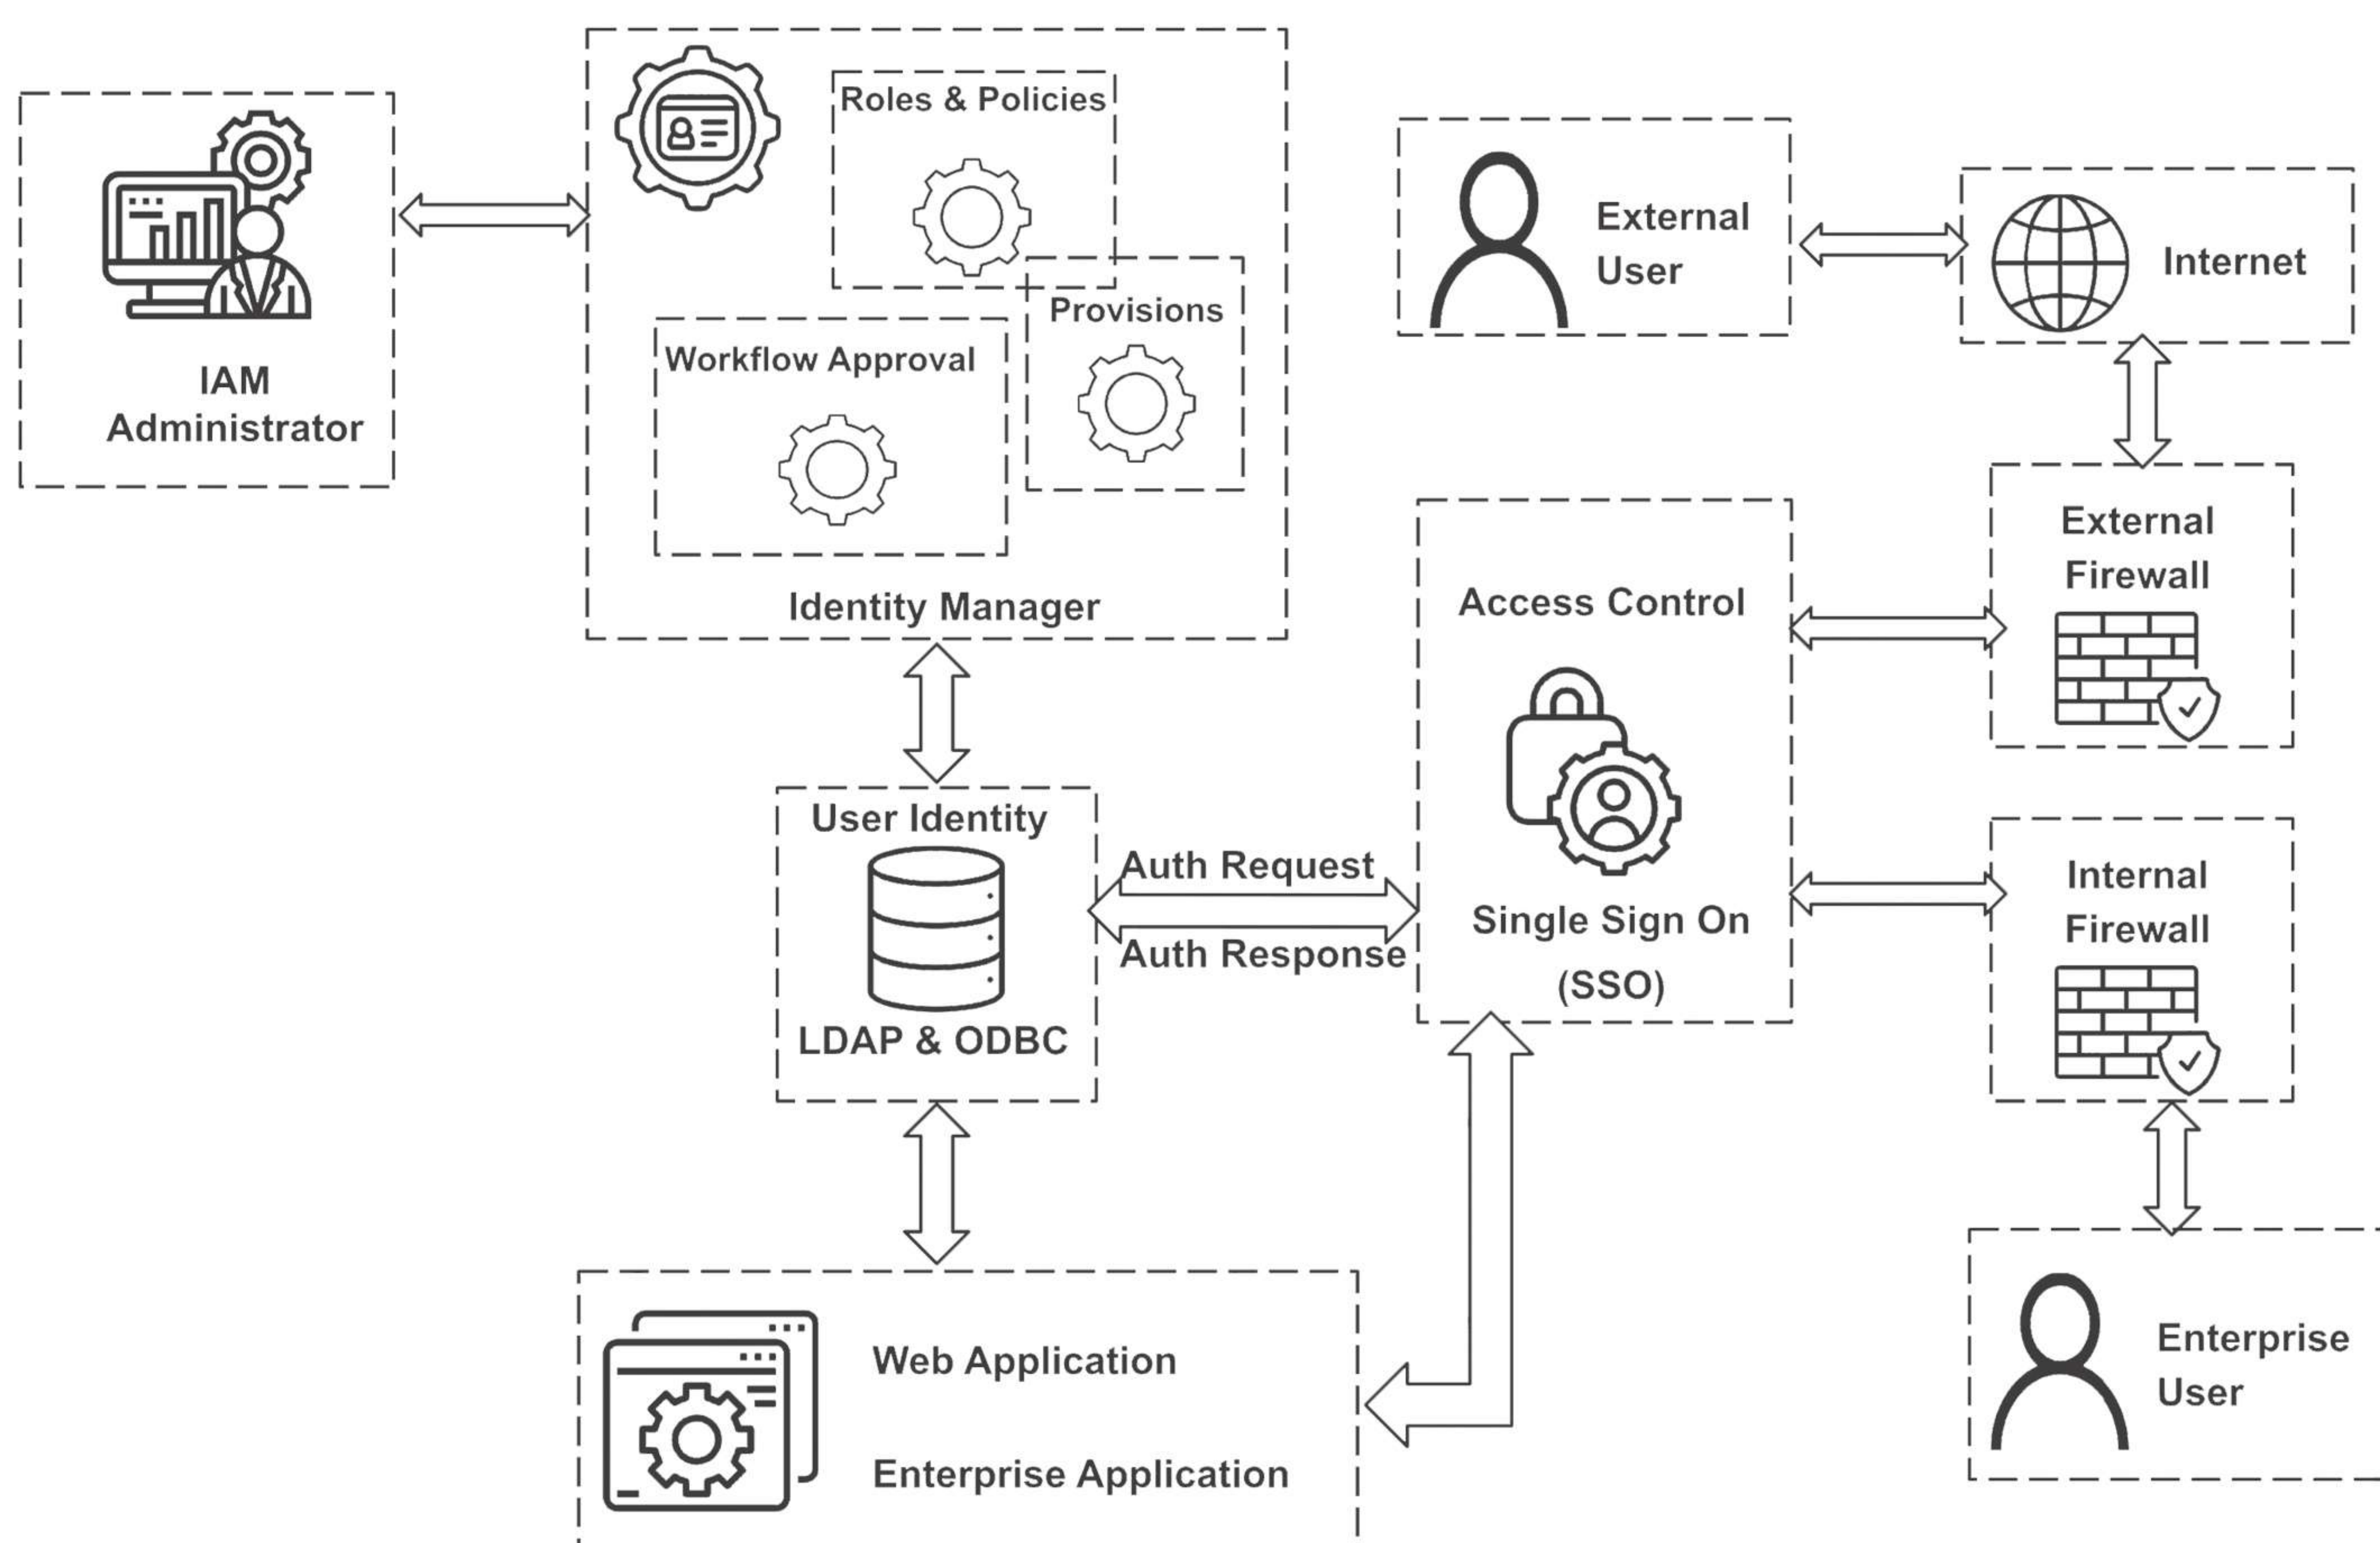 IAM
Administrator
Roles & Policies
Provisions
Workflow Approval
Identity Manager
External
User
Internet
External
Firewall
Access Control
Single Sign On
(SSO)
Internal
Firewall
User Identity
LDAP & ODBC
Auth Request
Auth Response
Web Application
Enterprise Application
Enterprise
User